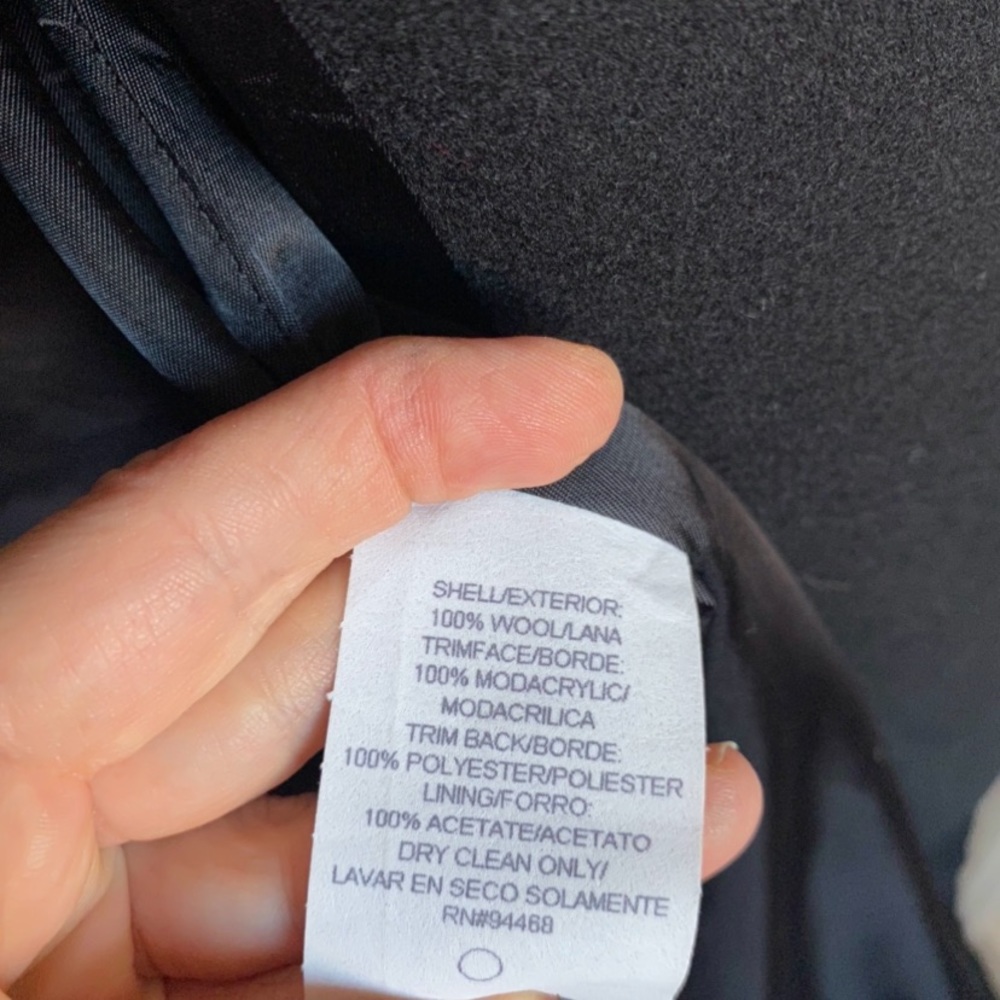 SHELL/EXTERIOR:
100% WOOL/LANA
TRIMFACE/BORDE:
100% MODACRYLIC/
MODACRILICA
TRIM BACK/BORDE:
100% POLYESTER/POLIESTER
LINING/FORRO:
100% ACETATE/ACETATO
DRY CLEAN ONLY/
LAVAR EN SECO SOLAMENTE
RN#94468